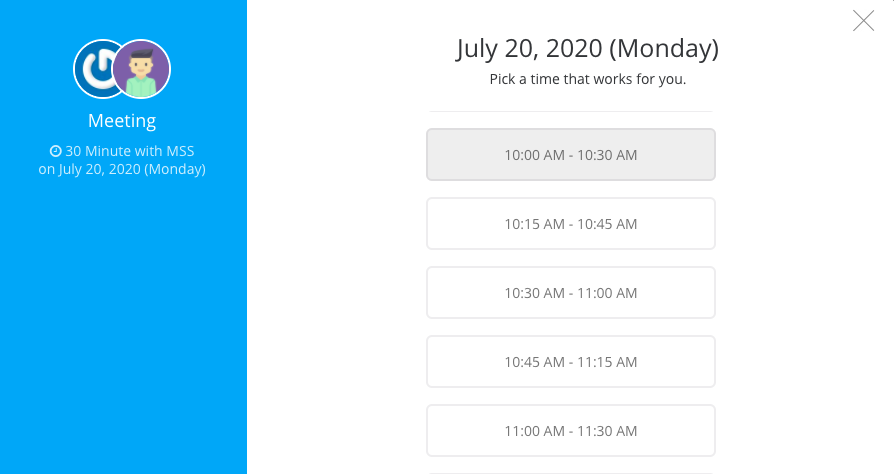 Meeting
30 Minute with MSS
on July 20, 2020 (Monday)
July 20, 2020 (Monday)
Pick a time that works for you.
10:00 AM - 10:30 AM
10:15 AM - 10:45 AM
10:30 AM - 11:00 AM
10:45 AM - 11:15 AM
11:00 AM - 11:30 AM